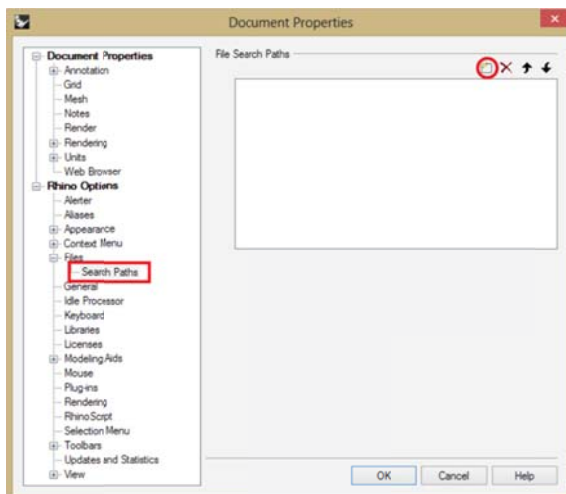 Document Properties
Document Properties
Annotation
Grid
Mesh
Notes
Render
Rendering
Units
Web Browser
Rhino Options
Alerter
Aliases
Appearance
Context Menu
Files
Search Paths
General
Idle Processor
Keyboard
Libraries
Licenses
Modeling Aids
Mouse
Plug-ins
Rendering
RhinoScript
Selection Menu
Toolbars
Updates and Statistics
View
File Search Paths
OK
Cancel
Help